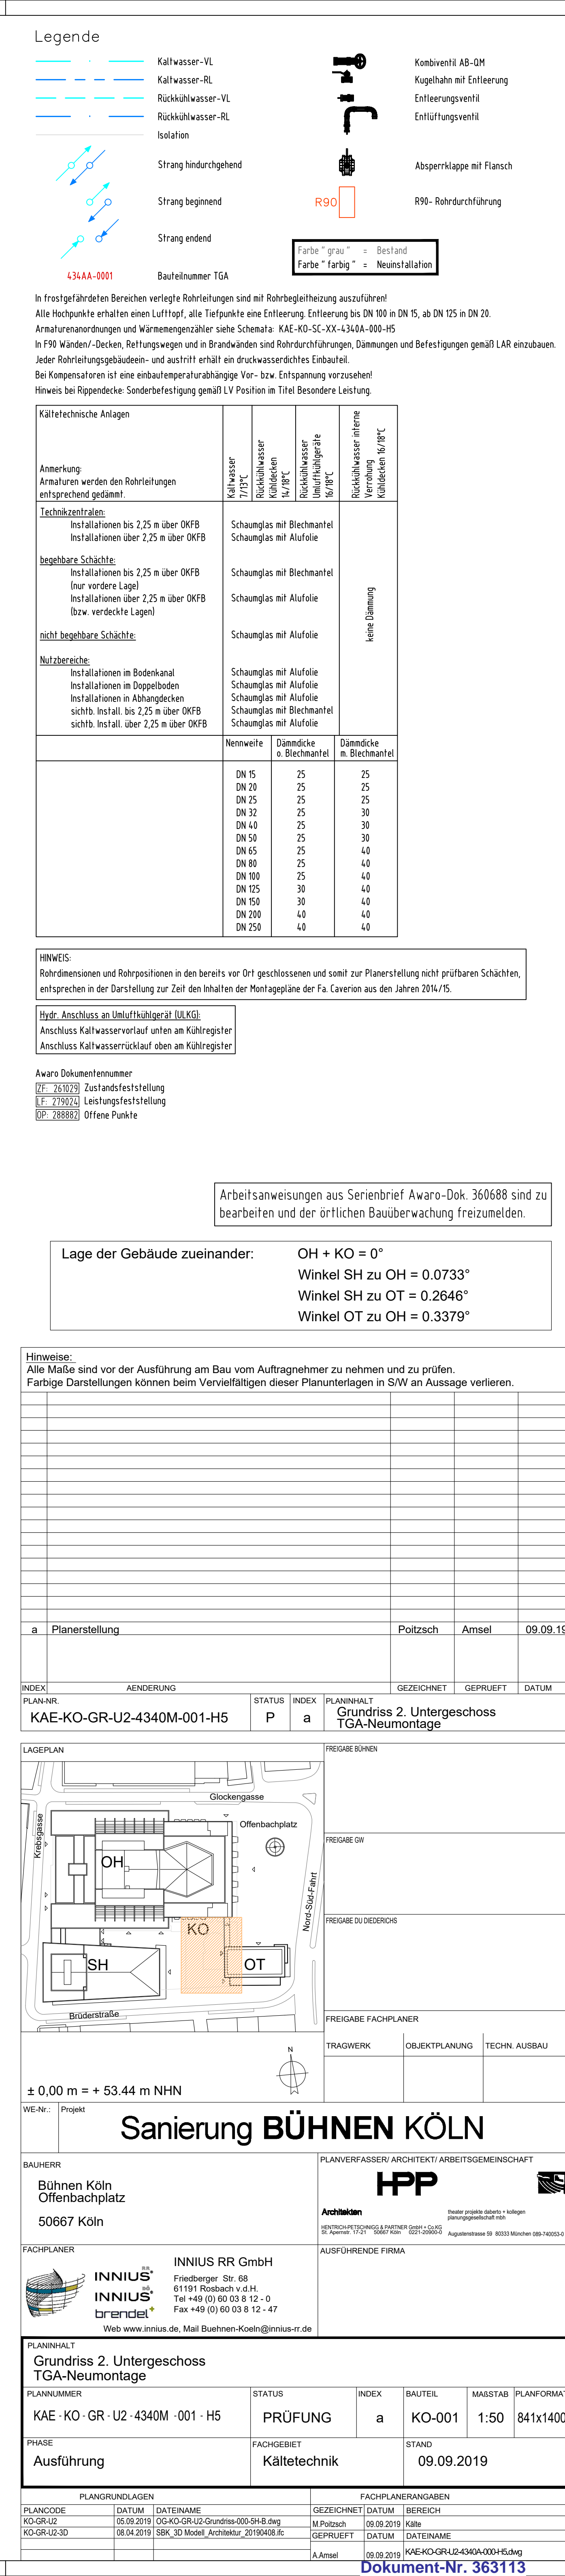 Legende
Kaltwasser-VL
Kombiventil AB-QM
Kaltwasser-RL
Kugelhahn mit Entleerung
Rückkühlwasser-VL
Entleerungsventil
Rückkühlwasser-RL
Entlüftungsventil
Isolation
Strang hindurchgehend
Absperrklappe mit Flansch
Strang beginnend
R90
R90- Rohrdurchführung
Strang endend
Farbe " grau " = Bestand
Farbe " farbig " = Neuinstallation
434AA-0001 Bauteilnummer TGA
In frostgefährdeten Bereichen verlegte Rohrleitungen sind mit Rohrbegleitheizung auszuführen!
Alle Hochpunkte erhalten einen Lufttopf, alle Tiefpunkte eine Entleerung. Entleerung bis DN 100 in DN 15, ab DN 125 in DN 20.
Armaturenanordnungen und Wärmemengenzähler siehe Schemata: KAE-KO-SC-XX-4340A-000-H5
In F90 Wänden/-Decken, Rettungswegen und in Brandwänden sind Rohrdurchführungen, Dämmungen und Befestigungen gemäß LAR einzubauen.
Jeder Rohrleitungsgebäudeein- und austritt erhält ein druckwasserdichtes Einbauteil.
Bei Kompensatoren ist eine einbautemperaturabhängige Vor- bzw. Entspannung vorzusehen!
Hinweis bei Rippendecke: Sonderbefestigung gemäß LV Position im Titel Besondere Leistung.
Kältetechnische Anlagen
Anmerkung:
Armaturen werden den Rohrleitungen
entsprechend gedämmt.
Kaltwasser
7/13°C
Rückkühlwasser
Kühldecken
14/18°C
Rückkühlwasser
Umluftkühlgeräte
16/18°C
Rückkühlwasser interne
Verrohung
Kühldecken 16/18°C
Technikzentralen:
Installationen bis 2,25 m über OKFB Schaumglas mit Blechmantel
Installationen über 2,25 m über OKFB Schaumglas mit Alufolie
begehbare Schächte:
Installationen bis 2,25 m über OKFB Schaumglas mit Blechmantel
(nur vordere Lage)
Installationen über 2,25 m über OKFB Schaumglas mit Alufolie
(bzw. verdeckte Lagen)
keine Dämmung
nicht begehbare Schächte: Schaumglas mit Alufolie
Nutzbereiche:
Installationen im Bodenkanal Schaumglas mit Alufolie
Installationen im Doppelboden Schaumglas mit Alufolie
Installationen in Abhangdecken Schaumglas mit Alufolie
sichtb. Install. bis 2,25 m über OKFB Schaumglas mit Blechmantel
sichtb. Install. über 2,25 m über OKFB Schaumglas mit Alufolie
Nennweite Dämmdicke Dämmdicke
o. Blechmantel m. Blechmantel
DN 15 25 25
DN 20 25 25
DN 25 25 25
DN 32 25 30
DN 40 25 30
DN 50 25 30
DN 65 25 40
DN 80 25 40
DN 100 25 40
DN 125 30 40
DN 150 30 40
DN 200 40 40
DN 250 40 40
HINWEIS:
Rohrdimensionen und Rohrpositionen in den bereits vor Ort geschlossenen und somit zur Planerstellung nicht prüfbaren Schächten,
entsprechen in der Darstellung zur Zeit den Inhalten der Montagepläne der Fa. Caverion aus den Jahren 2014/15.
Hydr. Anschluss an Umluftkühlgerät (ULKG):
Anschluss Kaltwasservorlauf unten am Kühlregister
Anschluss Kaltwasserrücklauf oben am Kühlregister
Awaro Dokumentennummer
ZF: 261029 Zustandsfeststellung
LF: 279024 Leistungsfeststellung
OP: 288882 Offene Punkte
Arbeitsanweisungen aus Serienbrief Awaro-Dok. 360688 sind zu
bearbeiten und der örtlichen Bauüberwachung freizumelden.
Lage der Gebäude zueinander: OH + KO = 0°
Winkel SH zu OH = 0.0733°
Winkel SH zu OT = 0.2646°
Winkel OT zu OH = 0.3379°
Hinweise:
Alle Maße sind vor der Ausführung am Bau vom Auftragnehmer zu nehmen und zu prüfen.
Farbige Darstellungen können beim Vervielfältigen dieser Planunterlagen in S/W an Aussage verlieren.
a Planerstellung Poitzsch Amsel 09.09.19
INDEX AENDERUNG GEZEICHNET GEPRUEFT DATUM
PLAN-NR. STATUS INDEX PLANINHALT
KAE-KO-GR-U2-4340M-001-H5 P a Grundriss 2. Untergeschoss
TGA-Neumontage
LAGEPLAN
FREIGABE BÜHNEN
Glockengasse
Krebsgasse
Offenbachplatz
FREIGABE GW
OH
Nord-Süd-Fahrt
FREIGABE DU DIEDERICHS
KO
SH
OT
Brüderstraße
FREIGABE FACHPLANER
TRAGWERK OBJEKTPLANUNG TECHN. AUSBAU
N
± 0,00 m = + 53.44 m NHN
WE-Nr.: Projekt
Sanierung BÜHNEN KÖLN
BAUHERR
PLANVERFASSER/ ARCHITEKT/ ARBEITSGEMEINSCHAFT
Bühnen Köln
Offenbachplatz
50667 Köln
HPP
Architekten
HENTRICH-PETSCHNIGG & PARTNER GmbH + Co.KG
St. Apernstr. 17-21 50667 Köln 0221-20900-0
theater projekte daberto + kollegen
planungsgesellschaft mbh
Augustenstrasse 59 80333 München 089-740053-0
FACHPLANER
AUSFÜHRENDE FIRMA
INNIUS RR
INNIUS DÖ
brendel
INNIUS RR GmbH
Friedberger Str. 68
61191 Rosbach v.d.H.
Tel +49 (0) 60 03 8 12 - 0
Fax +49 (0) 60 03 8 12 - 47
Web www.innius.de, Mail Buehnen-Koeln@innius-rr.de
PLANINHALT
Grundriss 2. Untergeschoss
TGA-Neumontage
PLANNUMMER STATUS INDEX BAUTEIL MAßSTAB PLANFORMAT
KAE - KO - GR - U2 - 4340M - 001 - H5 PRÜFUNG a KO-001 1:50 841x1400
PHASE FACHGEBIET STAND
Ausführung Kältetechnik 09.09.2019
PLANGRUNDLAGEN FACHPLANERANGABEN
PLANCODE DATUM DATEINAME GEZEICHNET DATUM BEREICH
KO-GR-U2 05.09.2019 OG-KO-GR-U2-Grundriss-000-5H-B.dwg M.Poitzsch 09.09.2019 Kälte
KO-GR-U2-3D 08.04.2019 SBK_3D Modell_Architektur_20190408.ifc GEPRUEFT DATUM DATEINAME
A.Amsel 09.09.2019 KAE-KO-GR-U2-4340A-000-H5.dwg
Dokument-Nr. 363113